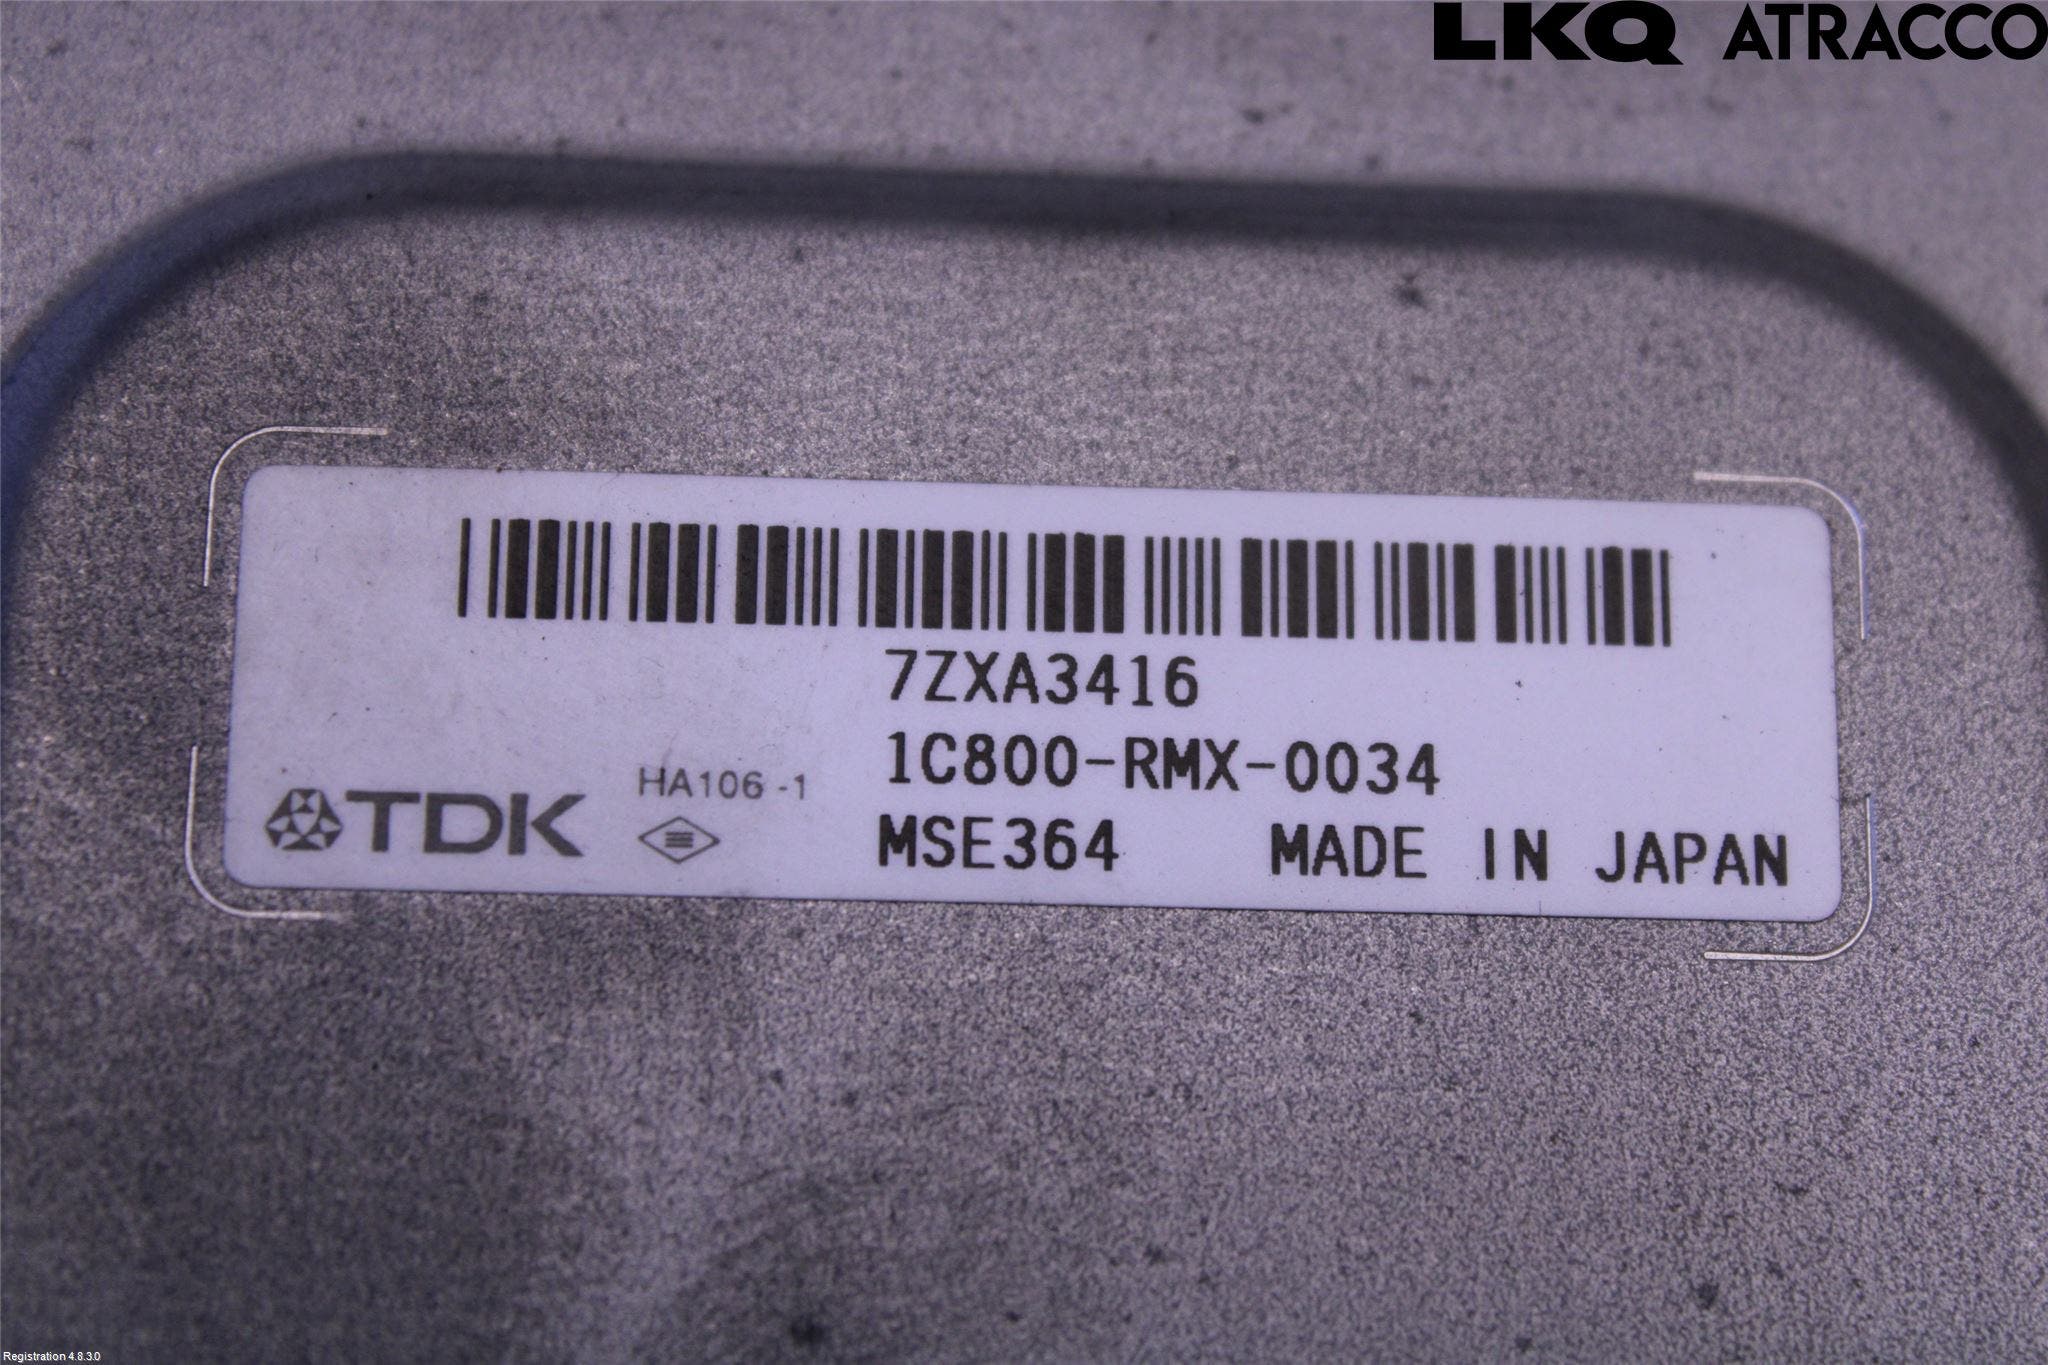 LKQ ATRACCO
7ZXA3416
1C800-RMX-0034
HA106-1
TDK
MSE364 MADE IN JAPAN
Registration 4.8.3.0